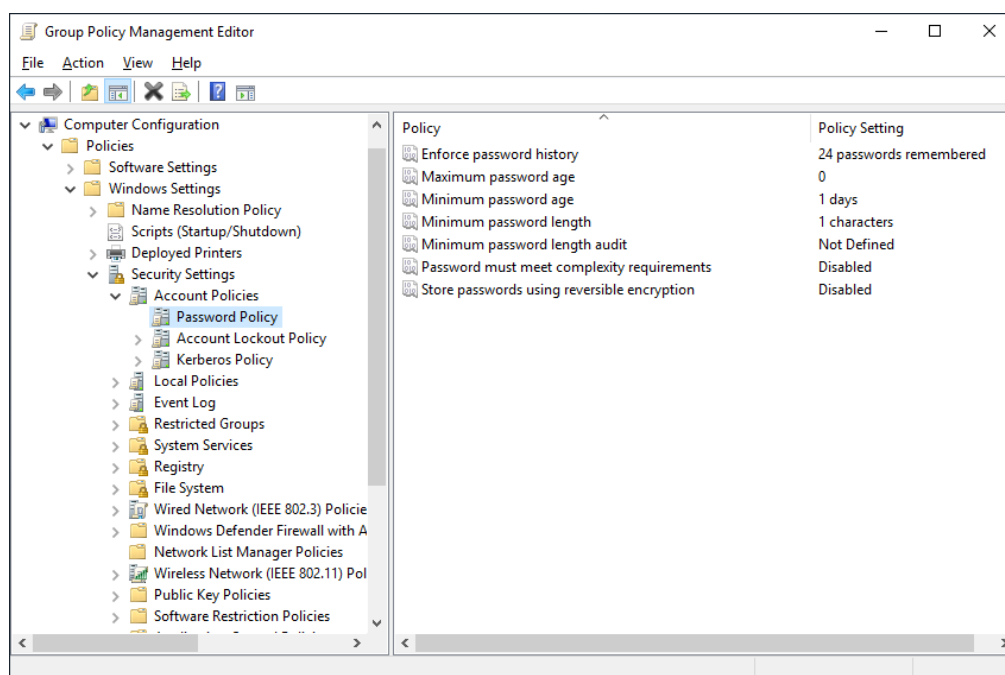 Group Policy Management Editor
File Action View Help
Computer Configuration
Policies
Software Settings
Windows Settings
Name Resolution Policy
Scripts (Startup/Shutdown)
Deployed Printers
Security Settings
Account Policies
Password Policy
Account Lockout Policy
Kerberos Policy
Local Policies
Event Log
Restricted Groups
System Services
Registry
File System
Wired Network (IEEE 802.3) Policie
Windows Defender Firewall with A
Network List Manager Policies
Wireless Network (IEEE 802.11) Pol
Public Key Policies
Software Restriction Policies
Policy Policy Setting
Enforce password history 24 passwords remembered
Maximum password age 0
Minimum password age 1 days
Minimum password length 1 characters
Minimum password length audit Not Defined
Password must meet complexity requirements Disabled
Store passwords using reversible encryption Disabled